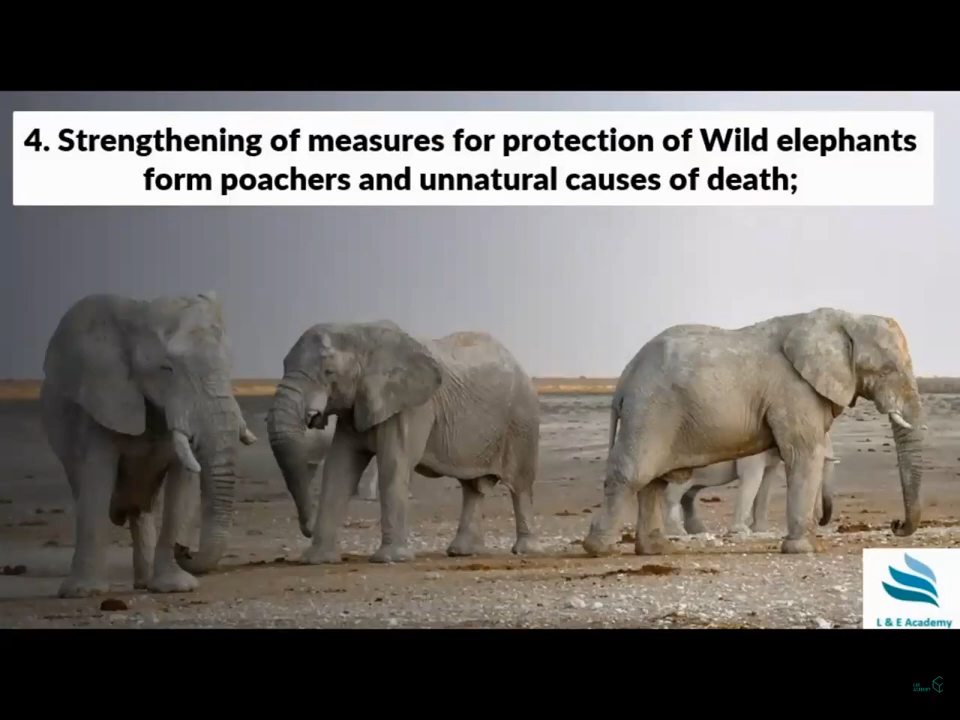 4. Strengthening of measures for protection of Wild elephants
form poachers and unnatural causes of death;
L & E Academy